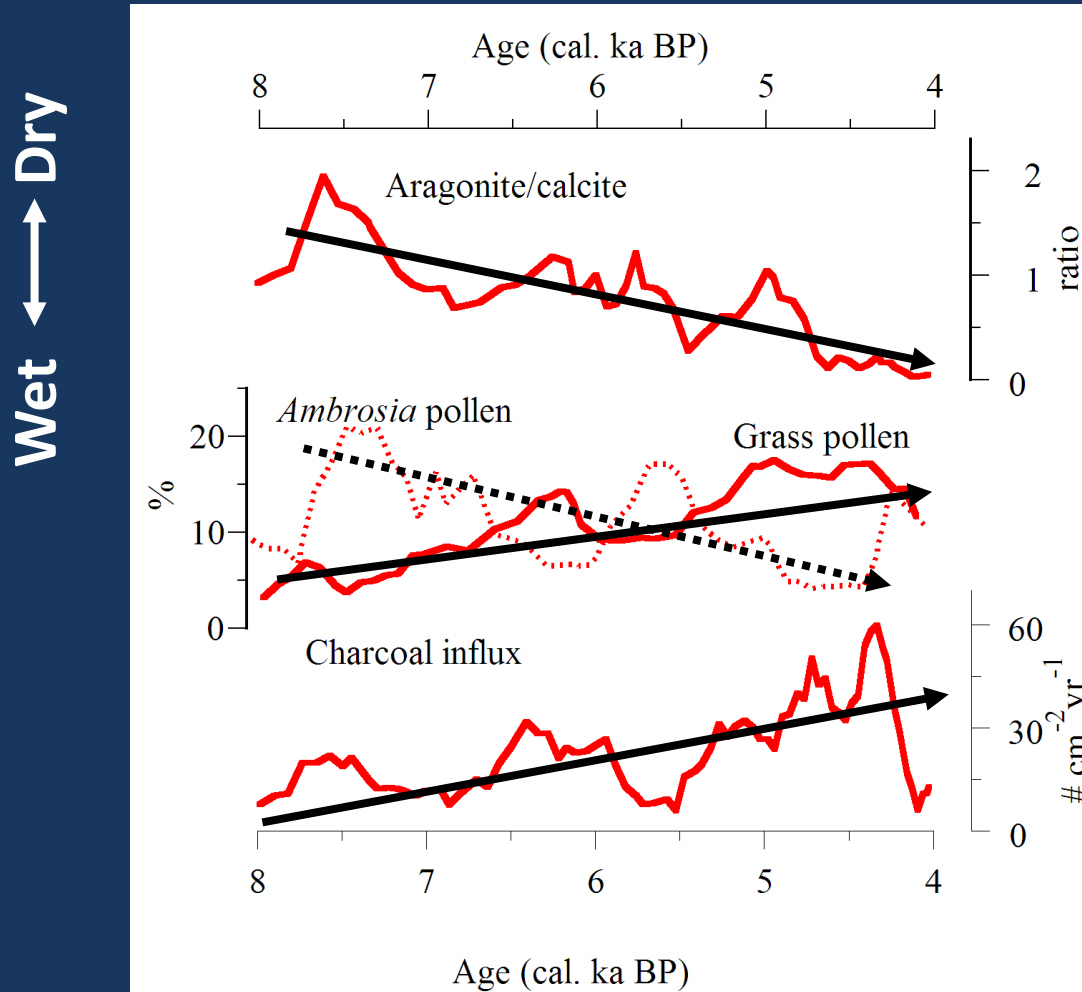 Wet Dry
Age (cal. ka BP)
8 7 6 5 4
Aragonite/calcite
2
1
0
ratio
Ambrosia pollen
Grass pollen
20
10
0
%
Charcoal influx
60
30
0
# cm-2yr-1
8 7 6 5 4
Age (cal. ka BP)